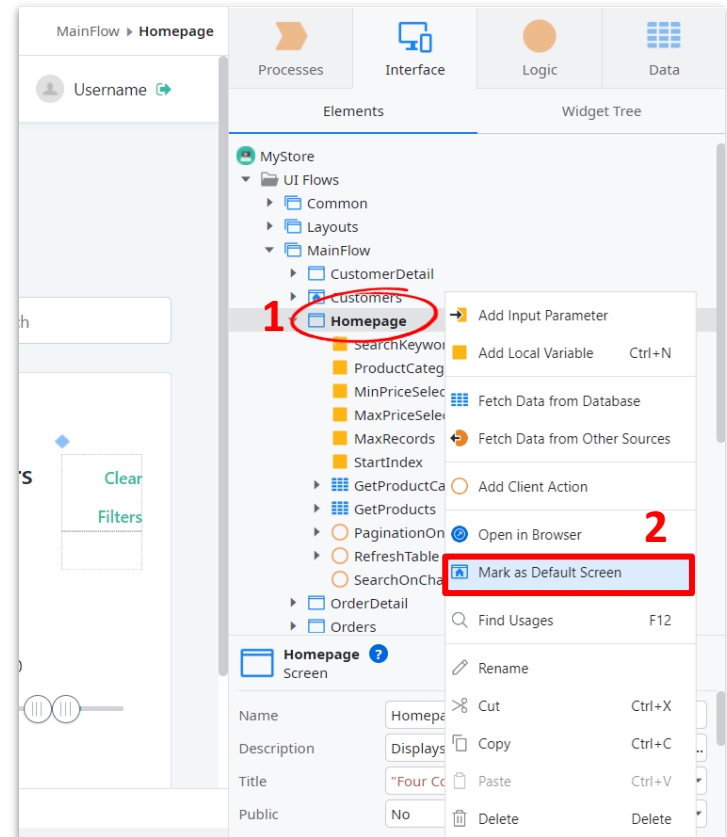 MainFlow ▸ Homepage
Username
h
'S
Clear
Filters
)
Processes
Interface
Logic
Data
Elements
Widget Tree
MyStore
UI Flows
Common
Layouts
MainFlow
CustomerDetail
Customers
1
Homepage
ProductCateg
MinPriceSelec
MaxPriceSele
MaxRecords
StartIndex
GetProductCa
GetProducts
PaginationOn
RefreshTable
SearchOnCha
OrderDetail
Orders
Add Input Parameter
Add Local Variable Ctrl+N
Fetch Data from Database
Fetch Data from Other Sources
Add Client Action
Open in Browser
2
Mark as Default Screen
Find Usages F12
Rename
Cut Ctrl+X
Copy Ctrl+C
Paste Ctrl+V
Delete Delete
Homepage ?
Screen
Name Homepa
Description Displays ..
Title "Four Co
Public No